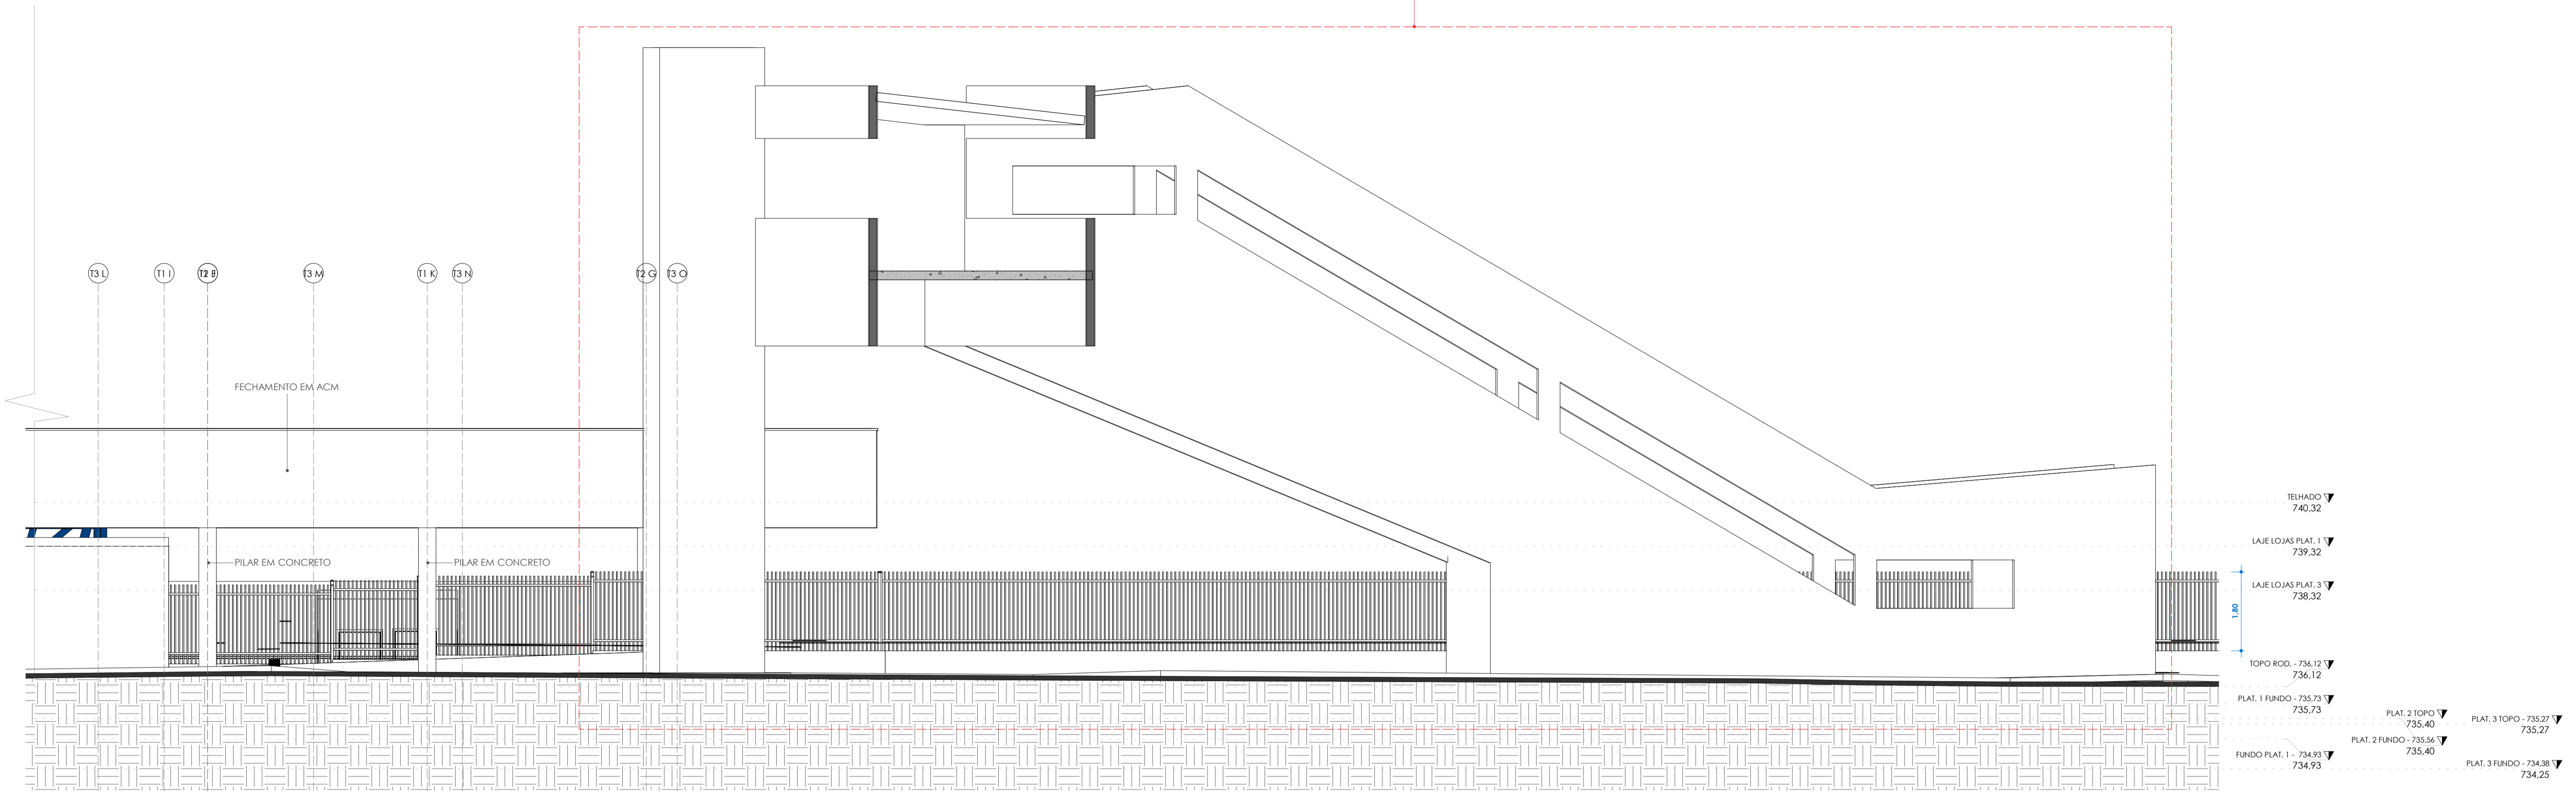 T3 L
T1 I
T3 M
T1 K
T3 N
T2 G
T3 O
FECHAMENTO EM ACM
PILAR EM CONCRETO
PILAR EM CONCRETO
TELHADO
740,32
LAJE LOJAS PLAT. 1
739,32
LAJE LOJAS PLAT. 3
738,32
1.80
TOPO ROD. - 736,12
736,12
PLAT. 1 FUNDO - 735,73
735,73
PLAT. 2 TOPO
735,40
PLAT. 3 TOPO - 735,27
735,27
PLAT. 2 FUNDO - 735,56
735,40
FUNDO PLAT. 1 - 734,93
734,93
PLAT. 3 FUNDO - 734,38
734,25